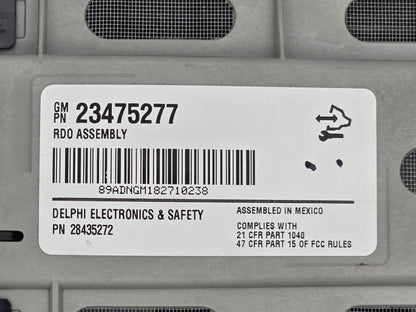 GM PN 23475277
RDO ASSEMBLY
89ADNGM182710238
DELPHI ELECTRONICS & SAFETY
PN 28435272
ASSEMBLED IN MEXICO
COMPLIES WITH
21 CFR PART 1040
47 CFR PART 15 OF FCC RULES